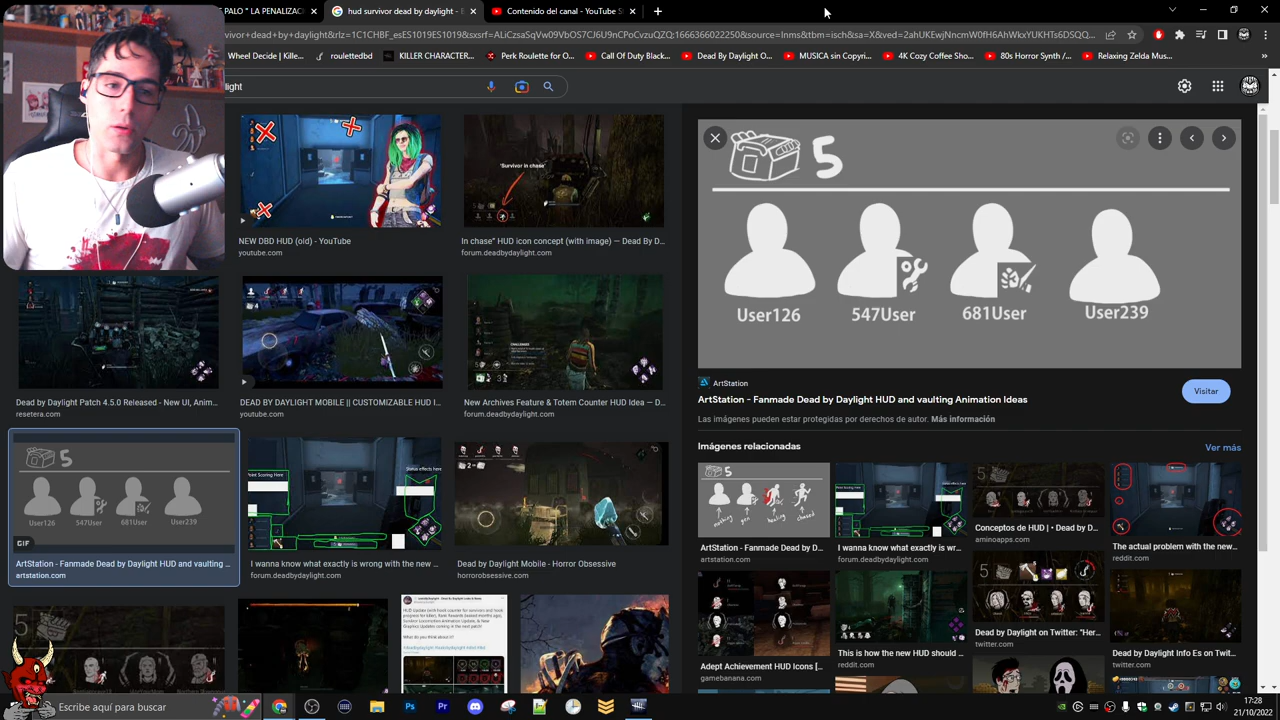 PALO " LA PENALIZAC
hud survivor dead by daylight - B
Contenido del canal - YouTube S
Wheel Decide | Kille...
roulettedbd
KILLER CHARACTER...
Perk Roulette for O...
Call Of Duty Black...
Dead By Daylight O...
MUSICA sin Copyrig...
4K Cozy Coffee Sho...
80s Horror Synth /...
Relaxing Zelda Mus...
light
NEW DBD HUD (old) - YouTube
youtube.com
'Survivor in chase"
In chase" HUD icon concept (with image) — Dead By D...
forum.deadbydaylight.com
Dead by Daylight Patch 4.5.0 Released - New UI, Anim...
resetera.com
DEAD BY DAYLIGHT MOBILE || CUSTOMIZABLE HUD I...
youtube.com
New Archives Feature & Totem Counter HUD Idea — D...
forum.deadbydaylight.com
5
User126
547User
681User
User239
GIF
ArtStation - Fanmade Dead by Daylight HUD and vaulting ...
artstation.com
I wanna know what exactly is wrong with the new ...
forum.deadbydaylight.com
Dead by Daylight Mobile - Horror Obsessive
horrorobsessive.com
5
User126
547User
681User
User239
ArtStation
ArtStation - Fanmade Dead by Daylight HUD and vaulting Animation Ideas
Visitar
Las imágenes pueden estar protegidas por derechos de autor. Más información
Imágenes relacionadas
Ver más
ArtStation - Fanmade Dead by D...
I wanna know what exactly is wr...
forum.deadbydaylight.com
Conceptos de HUD | • Dead by D...
aminoapps.com
The actual problem with the new...
reddit.com
Adept Achievement HUD Icons [...
gamebanana.com
This is how the new HUD should ...
reddit.com
Dead by Daylight on Twitter: "Her...
twitter.com
Dead by Daylight Info Es on Twit...
twitter.com
Escribe aquí para buscar
17:28
21/10/2022